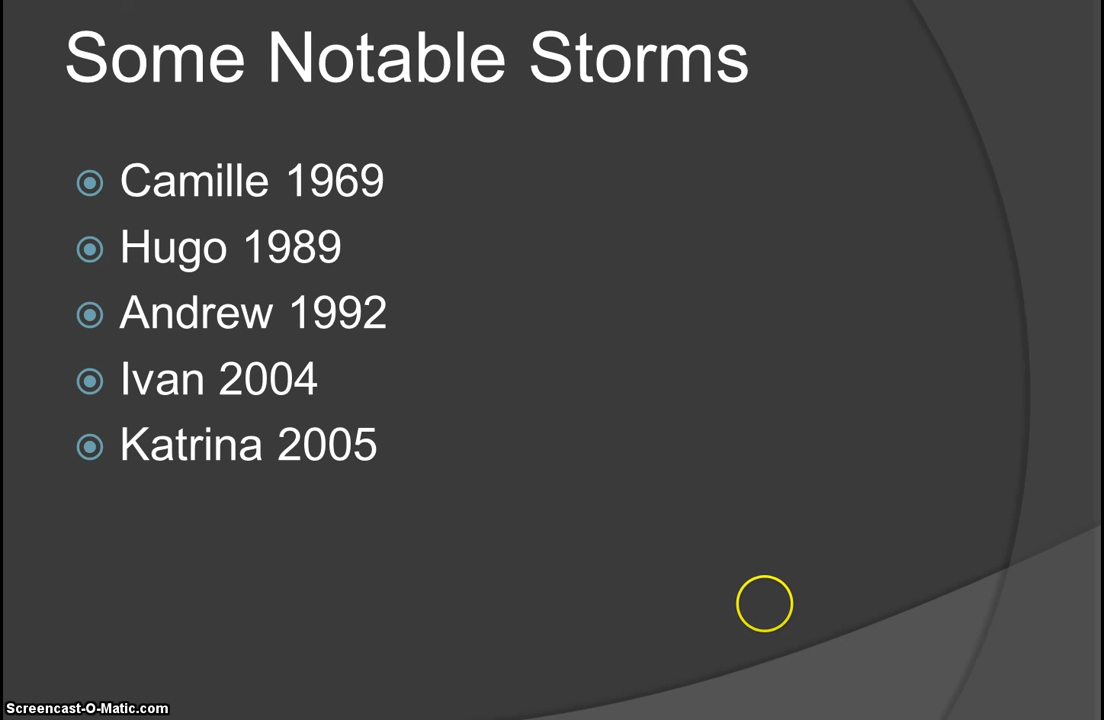 Some Notable Storms
Camille 1969
Hugo 1989
Andrew 1992
Ivan 2004
Katrina 2005
Screencast-O-Matic.com